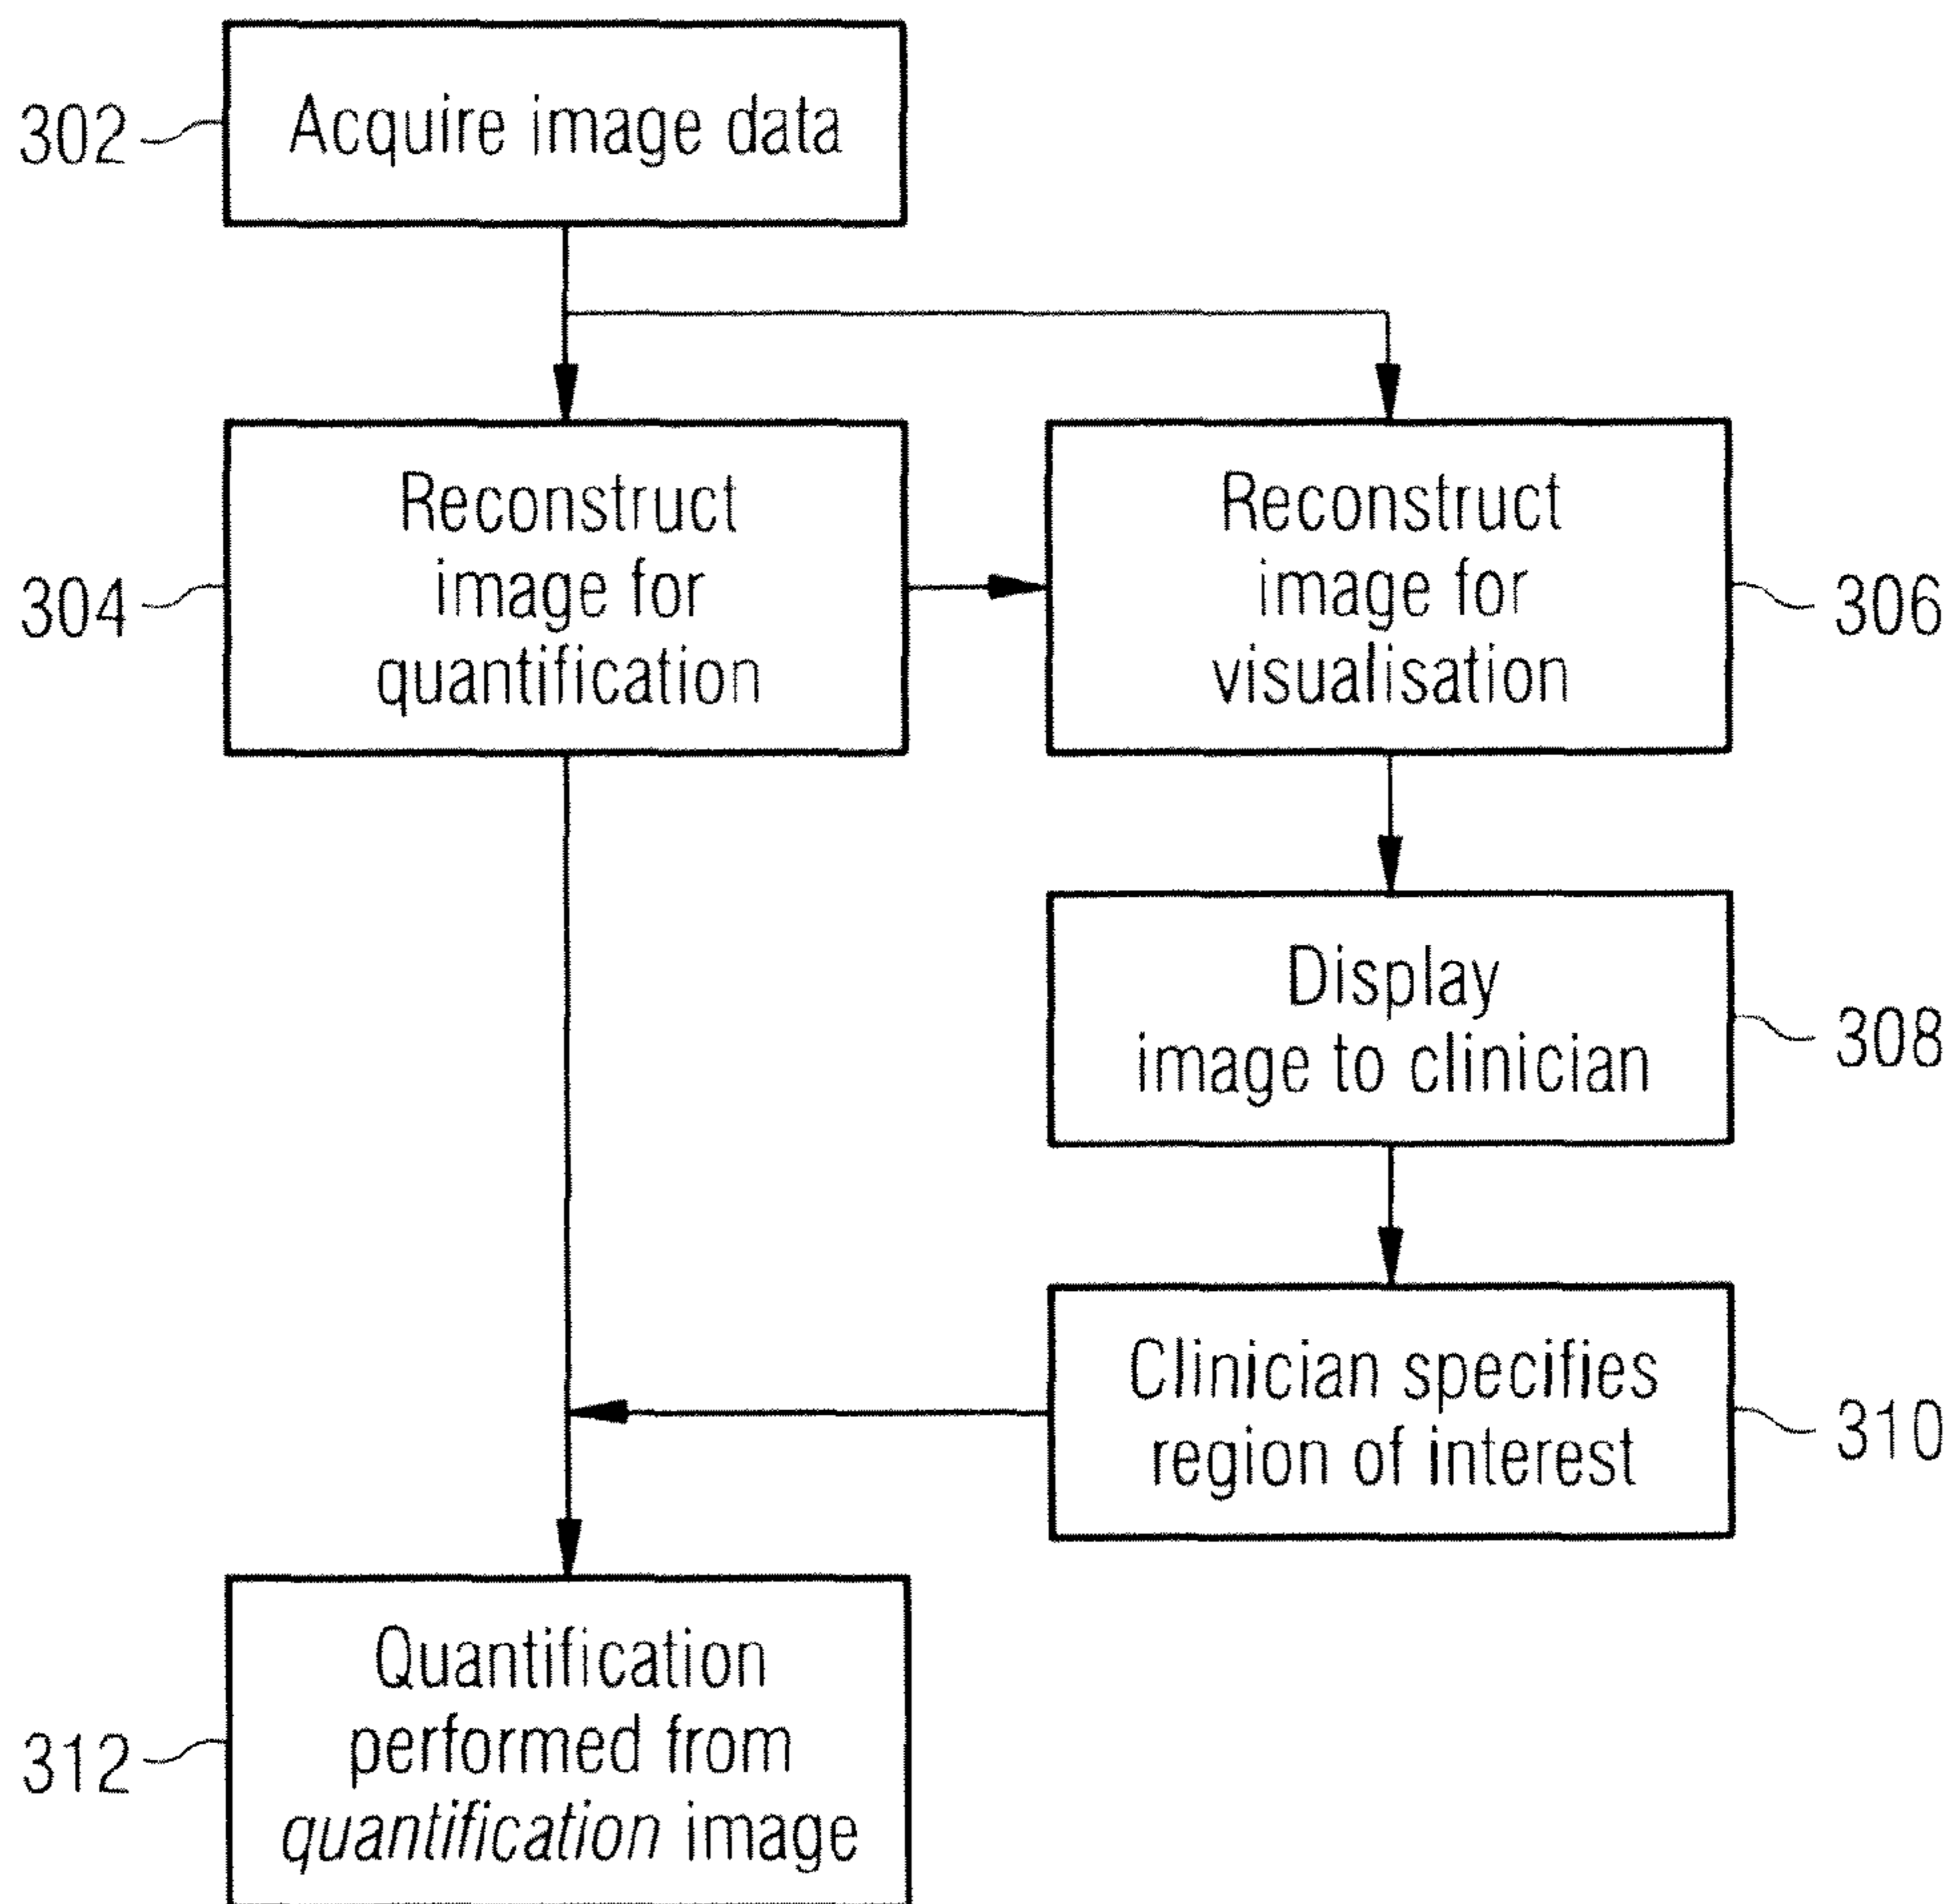 302
Acquire image data
304
Reconstruct
image for
quantification
Reconstruct
image for
visualisation
306
Display
image to clinician
308
Clinician specifies
region of interest
310
312
Quantification
performed from
quantification image